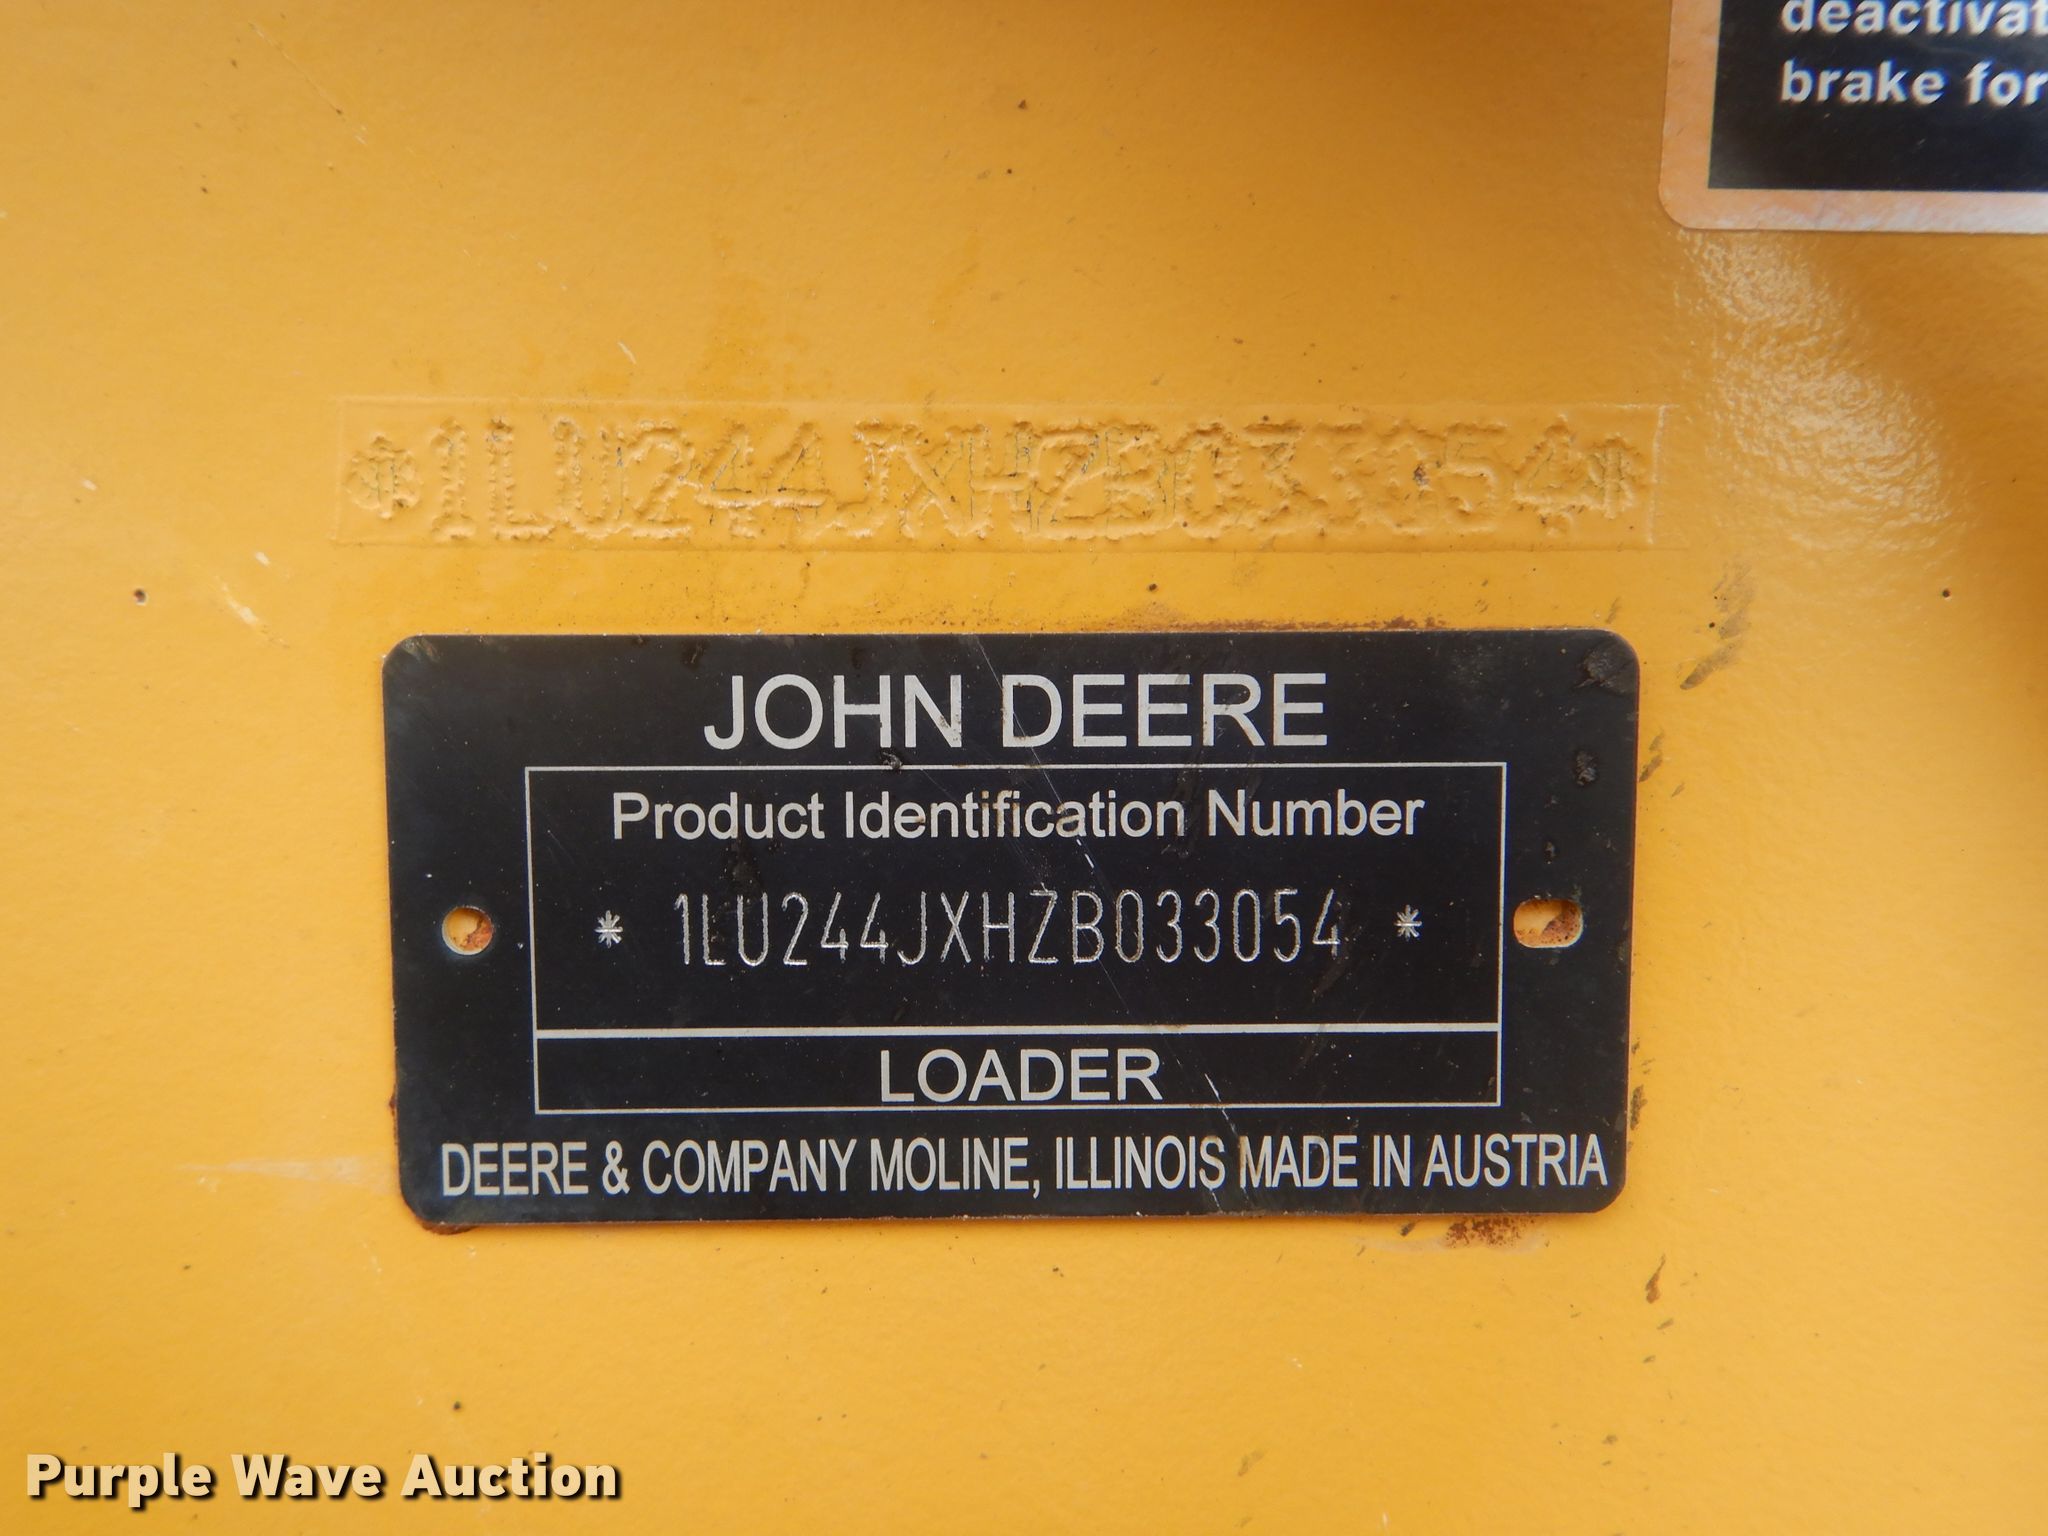 deactivat
brake for
*1LU244JXHZB033054*
JOHN DEERE
Product Identification Number
* 1LU244JXHZB033054 *
LOADER
DEERE & COMPANY MOLINE, ILLINOIS MADE IN AUSTRIA
Purple Wave Auction